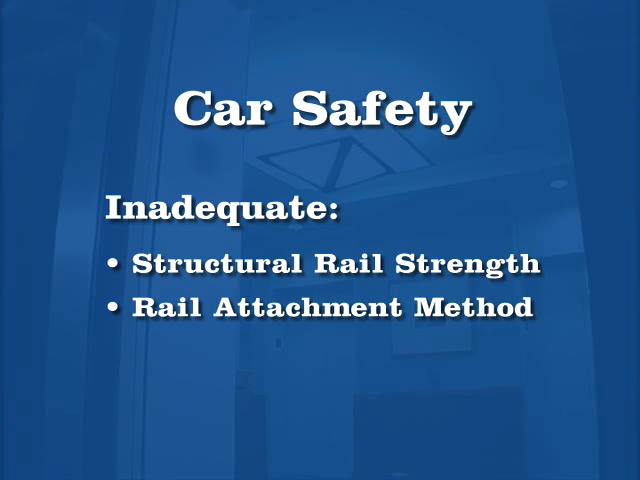 Car Safety
Inadequate:
• Structural Rail Strength
• Rail Attachment Method